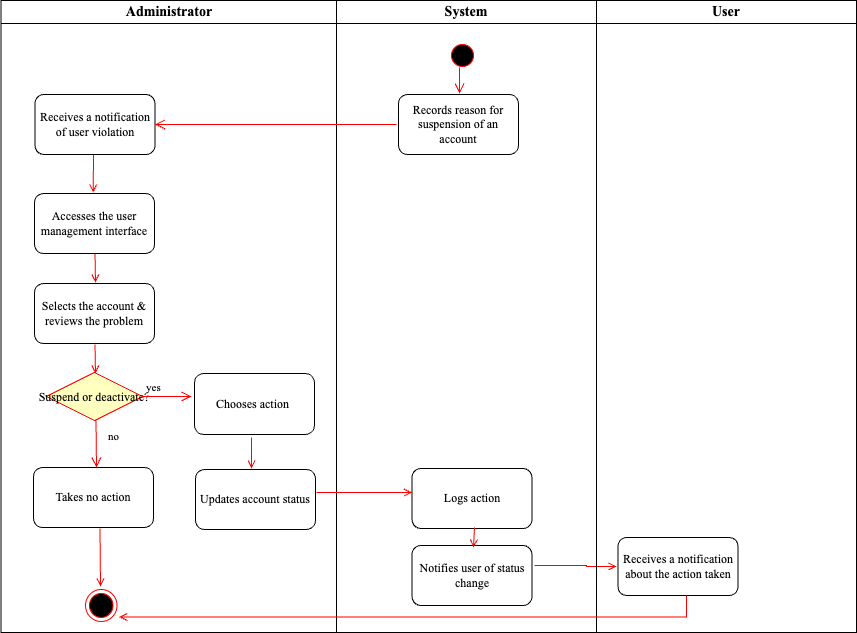 Administrator
System
User
Records reason for
suspension of an
account
Receives a notification
of user violation
Accesses the user
management interface
Selects the account &
reviews the problem
Suspend or deactivate?
yes
Chooses action
no
Takes no action
Updates account status
Logs action
Notifies user of status
change
Receives a notification
about the action taken